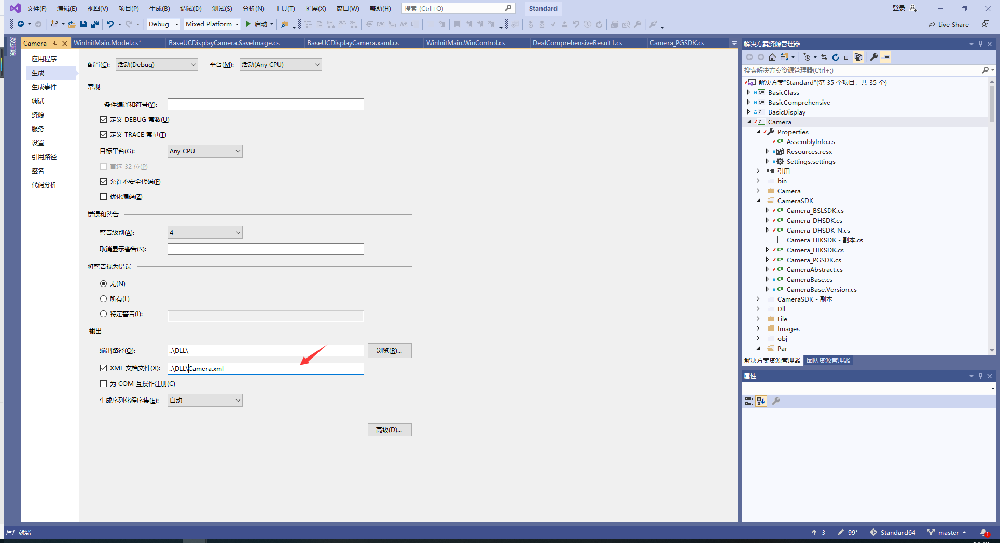 文件(F) 编辑(E) 视图(V) 项目(P) 生成(B) 调试(D) 测试(S) 分析(N) 工具(T) 扩展(X) 窗口(W) 帮助(H) 搜索 (Ctrl+Q) Standard 登录
Debug Mixed Platform 启动 Live Share
数据源
Camera WinInitMain.Model.cs* BaseUCDisplayCamera.SaveImage.cs BaseUCDisplayCamera.xaml.cs WinInitMain.WinControl.cs DealComprehensiveResult1.cs Camera_PGSDK.cs
应用程序
生成
生成事件
调试
资源
服务
设置
引用路径
签名
代码分析
配置(C): 活动(Debug) 平台(M): 活动(Any CPU)
常规
条件编译和符号(Y):
定义 DEBUG 常数(U)
定义 TRACE 常量(T)
目标平台(G): Any CPU
首选 32 位(P)
允许不安全代码(F)
优化编码(Z)
错误和警告
警告级别(A): 4
取消显示警告(S):
将警告视为错误
无(N)
所有(L)
特定警告(I):
输出
输出路径(O): ..\DLL\ 浏览(R)...
XML 文档文件(X): ..\DLL\Camera.xml
为 COM 互操作注册(C)
生成序列化程序集(E): 自动
高级(D)...
解决方案资源管理器
搜索解决方案资源管理器(Ctrl+;)
解决方案"Standard"(第 35 个项目，共 35 个)
C# BasicClass
C# BasicComprehensive
C# BasicDisplay
C# Camera
Properties
C# AssemblyInfo.cs
Resources.resx
Settings.settings
引用
bin
Camera
CameraSDK
C# Camera_BSLSDK.cs
C# Camera_DHSDK.cs
C# Camera_DHSDK_N.cs
Camera_HIKSDK - 副本.cs
C# Camera_HIKSDK.cs
C# Camera_PGSDK.cs
C# CameraAbstract.cs
C# CameraBase.cs
C# CameraBase.Version.cs
CameraSDK - 副本
Dll
File
Images
obj
Par
解决方案资源管理器 团队资源管理器
属性
就绪 3 99* Standard64 master 1